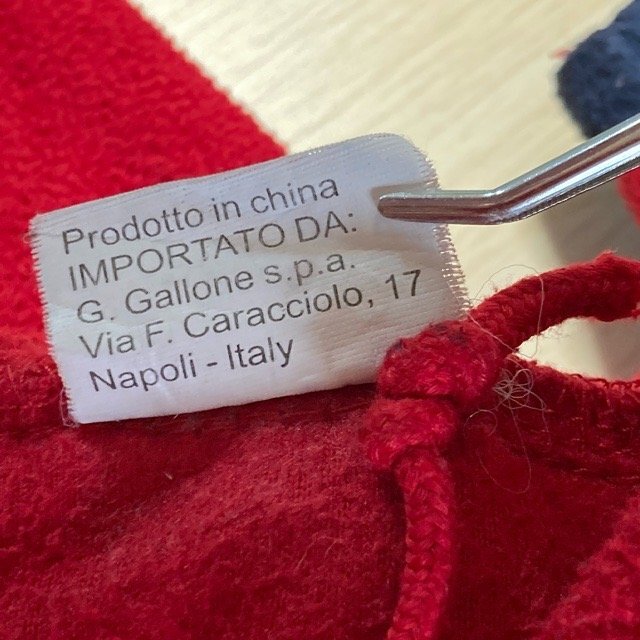 Prodotto in china
IMPORTATO DA:
G. Gallone s.p.a.
Via F. Caracciolo, 17
Napoli - Italy